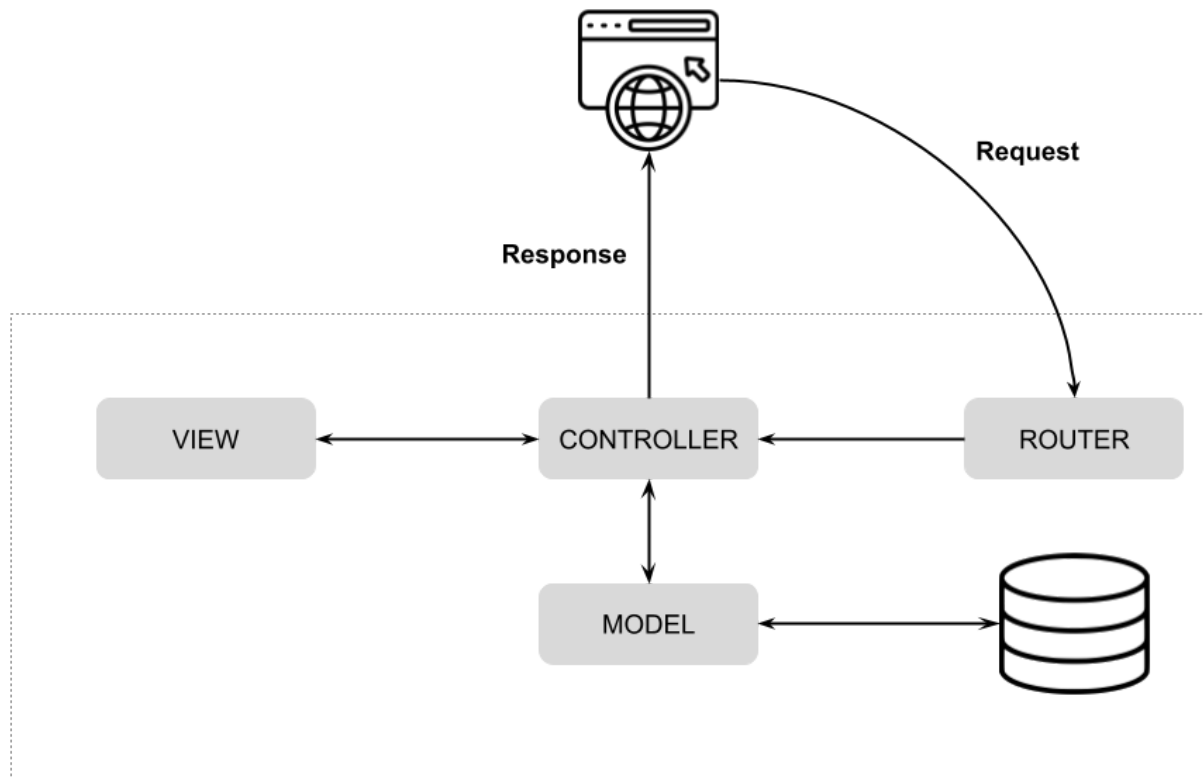 Request
Response
VIEW
CONTROLLER
ROUTER
MODEL